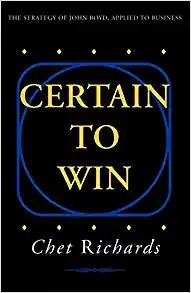 THE STRATEGY OF JOHN BOYD, APPLIED TO BUSINESS
CERTAIN
TO
WIN
Chet Richards